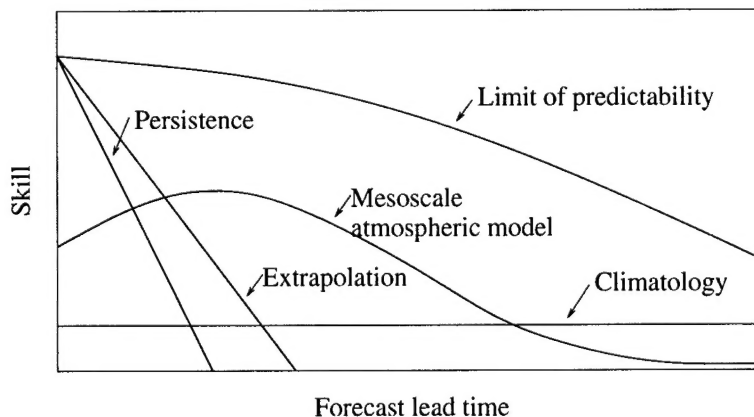 Limit of predictability
Persistence
Skill
Mesoscale
atmospheric model
Extrapolation
Climatology
Forecast lead time